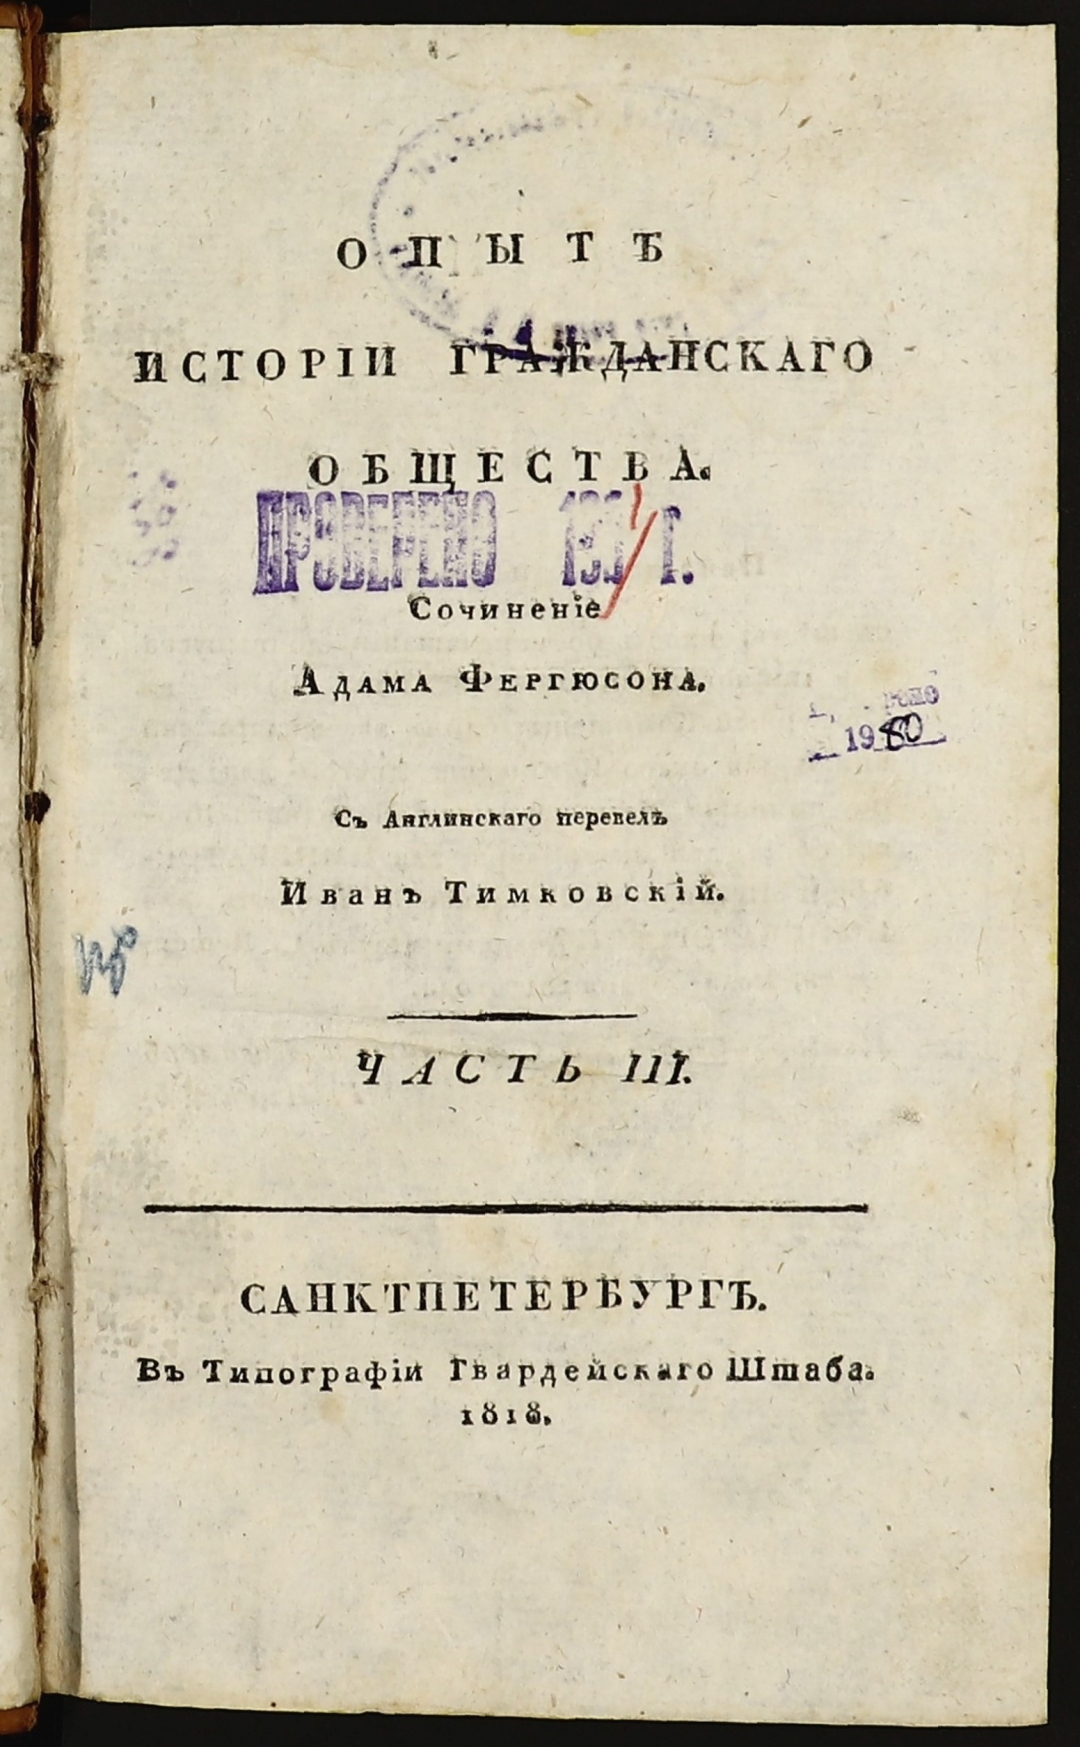 ОПЫТЪ
ИСТОРІИ ГРАЖДАНСКАГО
ОБЩЕСТВА.
ПРОВЕРЕНО г.
Сочиненіе
Адама Фергюсона.
1980
Съ Англинскаго перевелъ
Иванъ Тимковскій.
ЧАСТЬ III.
САНКТПЕТЕРБУРГЪ.
Въ Типографіи Гвардейскаго Штаба.
1818.